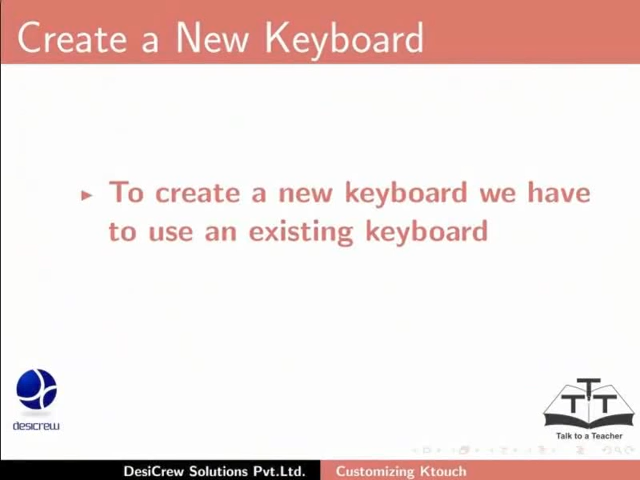 Create a New Keyboard
To create a new keyboard we have
to use an existing keyboard
desicrew
TTT
Talk to a Teacher
DesiCrew Solutions Pvt.Ltd. Customizing Ktouch